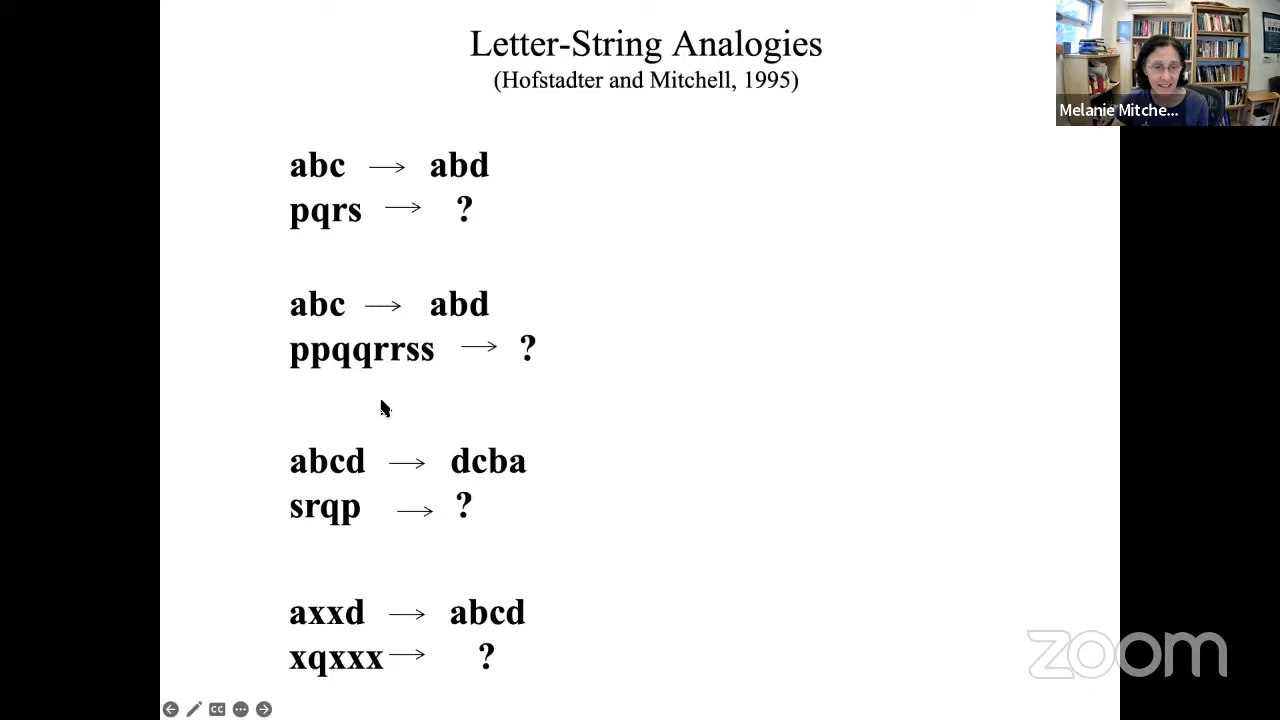 Letter-String Analogies
(Hofstadter and Mitchell, 1995)
Melanie Mitche...
abc → abd
pqrs → ?
abc → abd
ppqqrrss → ?
abcd → dcba
srqp → ?
axxd → abcd
xqxxx → ?
zoom
CC